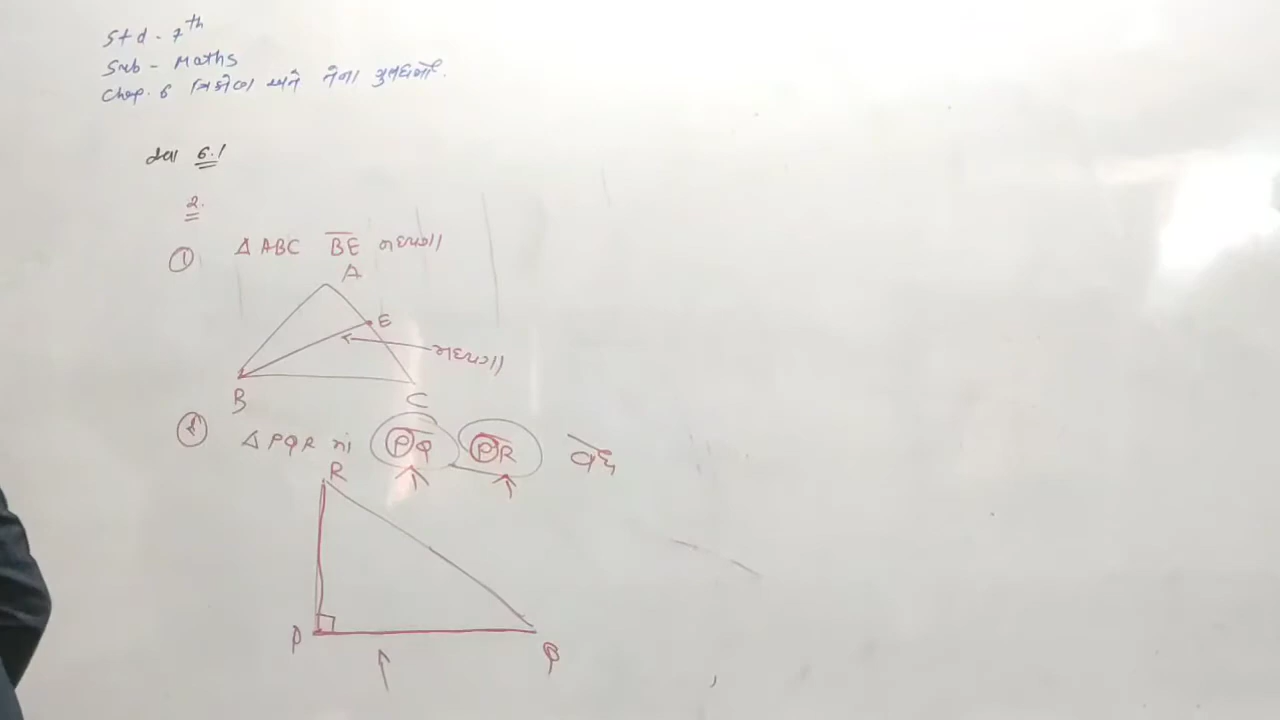 Std - 7th
Sub - Maths
Chap. 6 ત્રિકોણ અને તેના ગુણધર્મો.
સ્વા 6.1
2.
① Δ ABC BE મધ્યગા
A
E
મધ્યગા
B C
Δ PQR ના PQ PR વેધ
R
P Q